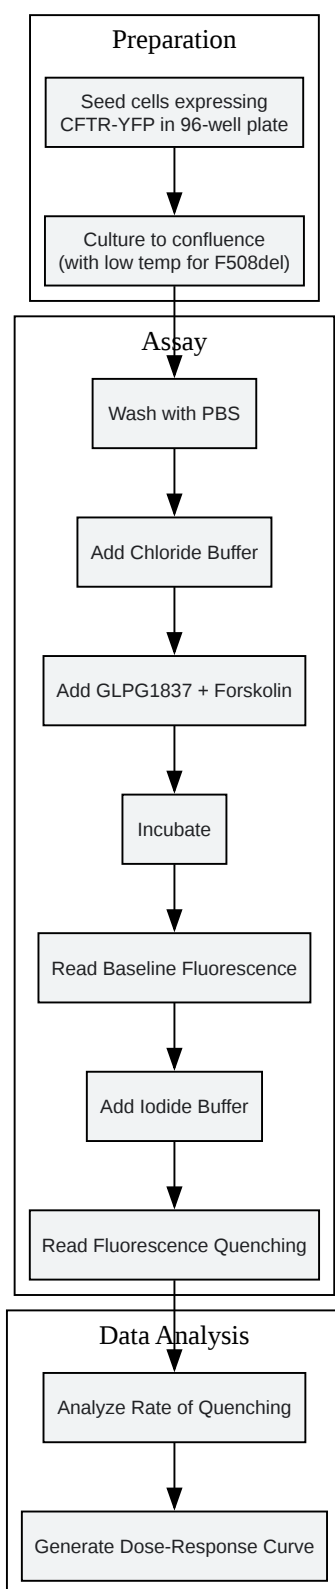 Preparation
Seed cells expressing
CFTR-YFP in 96-well plate
Culture to confluence
(with low temp for F508del)
Assay
Wash with PBS
Add Chloride Buffer
Add GLPG1837 + Forskolin
Incubate
Read Baseline Fluorescence
Add Iodide Buffer
Read Fluorescence Quenching
Data Analysis
Analyze Rate of Quenching
Generate Dose-Response Curve